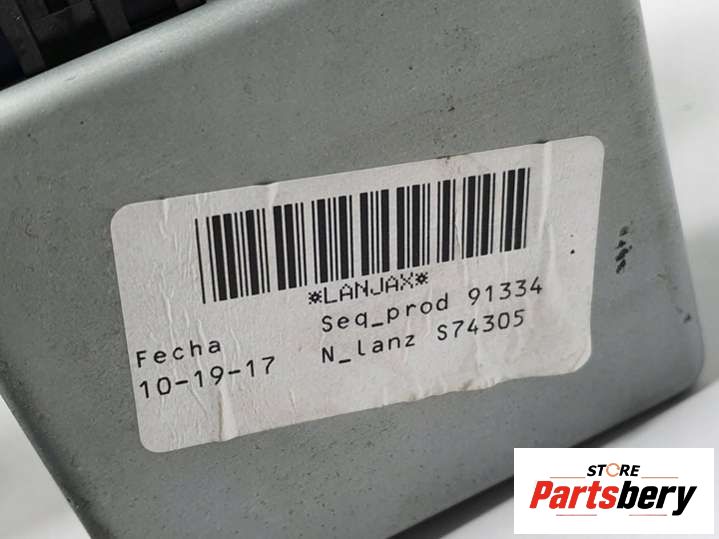 *LANJAX*
Seq_prod 91334
Fecha
N_lanz S74305
10-19-17
STORE
Partsbery